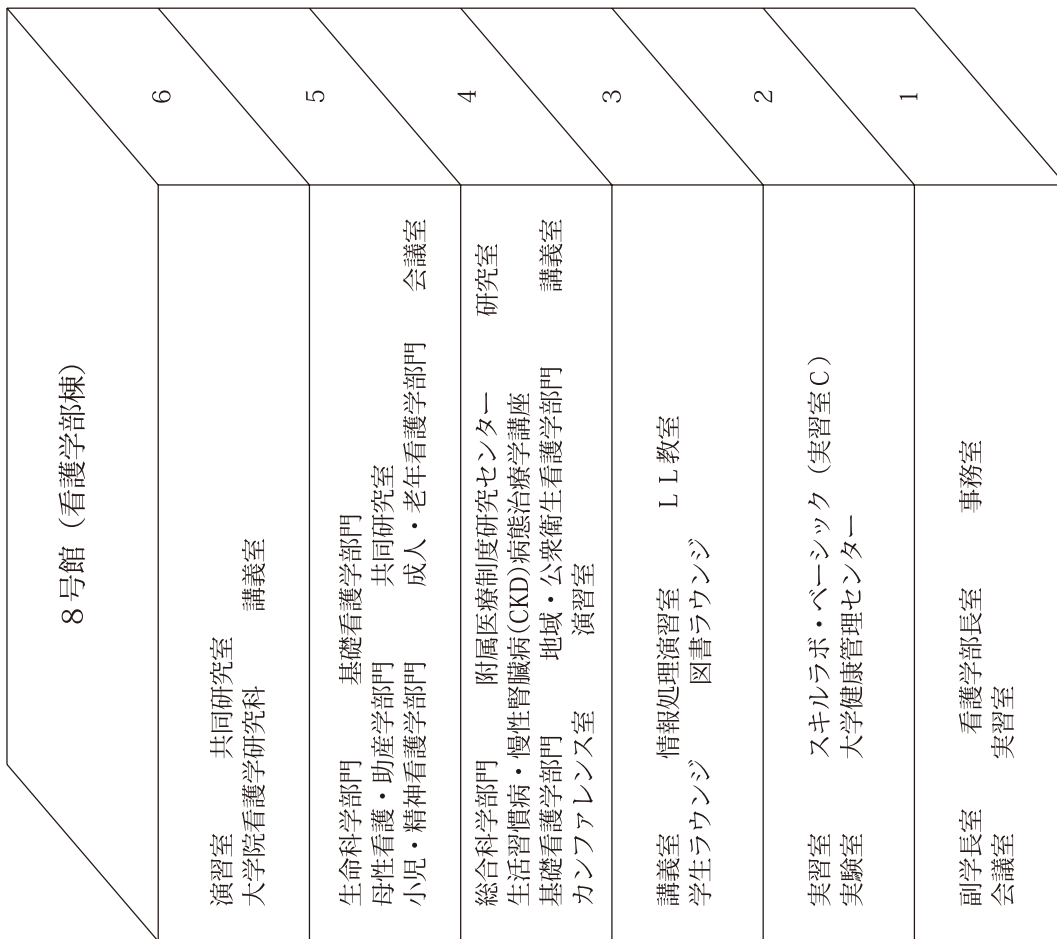 8号館（看護学部棟）
6
演習室　共同研究室
大学院看護学研究科　講義室
5
生命科学部門　基礎看護学部門
母性看護・助産学部門　共同研究室
小児・精神看護学部門　成人・老年看護学部門　会議室
4
総合科学部門　附属医療制度研究センター　研究室
生活習慣病・慢性腎臓病(CKD)病態治療学講座
基礎看護学部門　地域・公衆衛生看護学部門　講義室
カンファレンス室　演習室
3
講義室　情報処理演習室　ＬＬ教室
学生ラウンジ　図書ラウンジ
2
実習室　スキルラボ・ベーシック（実習室C）
実験室　大学健康管理センター
1
副学長室　看護学部長室　事務室
会議室　実習室